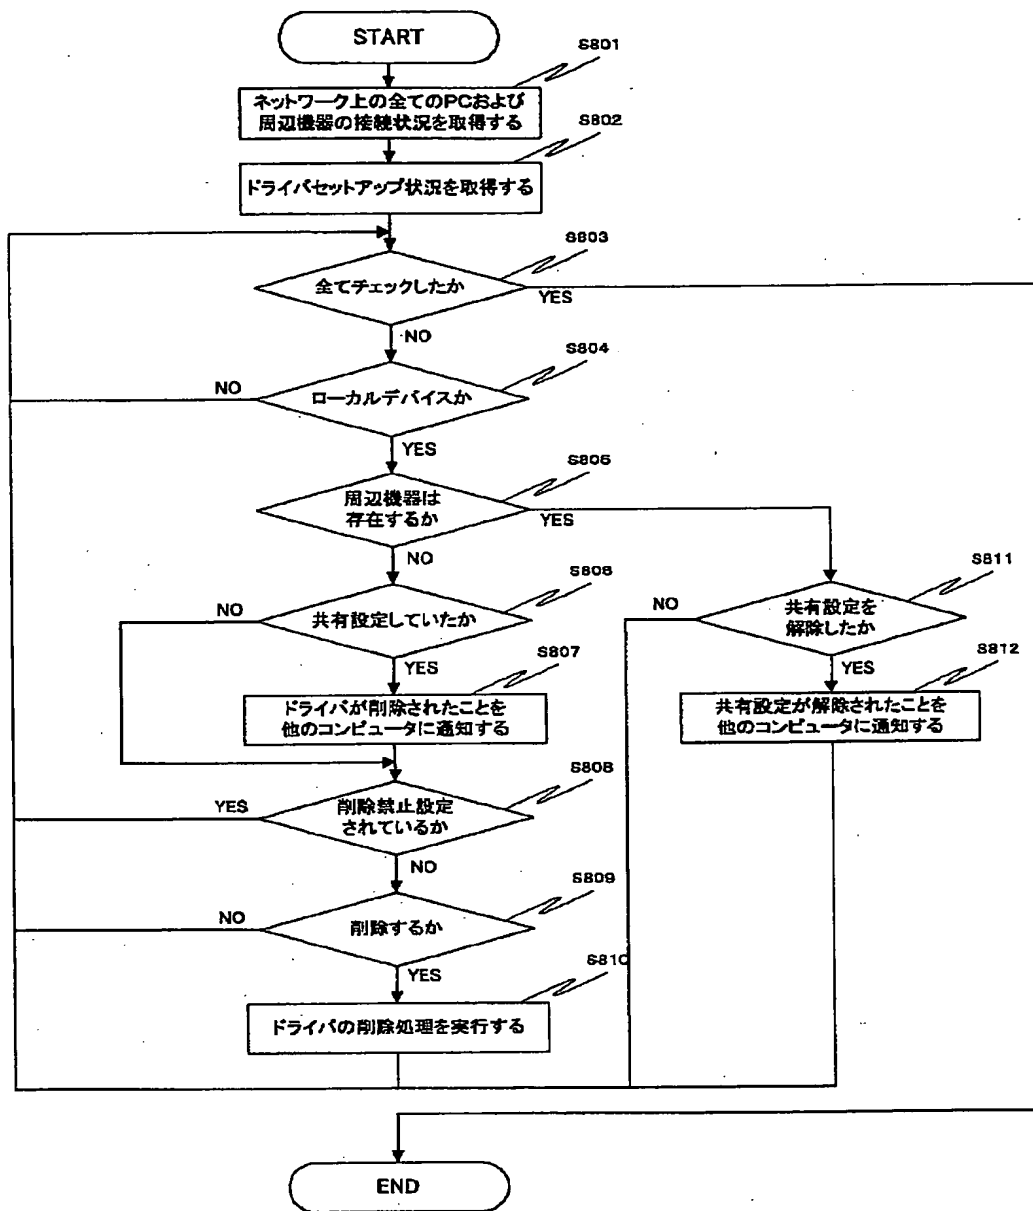 START
S801
ネットワーク上の全てのPCおよび
周辺機器の接続状況を取得する
S802
ドライバセットアップ状況を取得する
S803
全てチェックしたか
YES
NO
S804
NO
ローカルデバイスか
YES
S805
周辺機器は
存在するか
YES
NO
S806
NO
共有設定していたか
YES
S811
NO
共有設定を
解除したか
YES
S807
ドライバが削除されたことを
他のコンピュータに通知する
S812
共有設定が解除されたことを
他のコンピュータに通知する
S808
YES
削除禁止設定
されているか
NO
S809
NO
削除するか
YES
S810
ドライバの削除処理を実行する
END